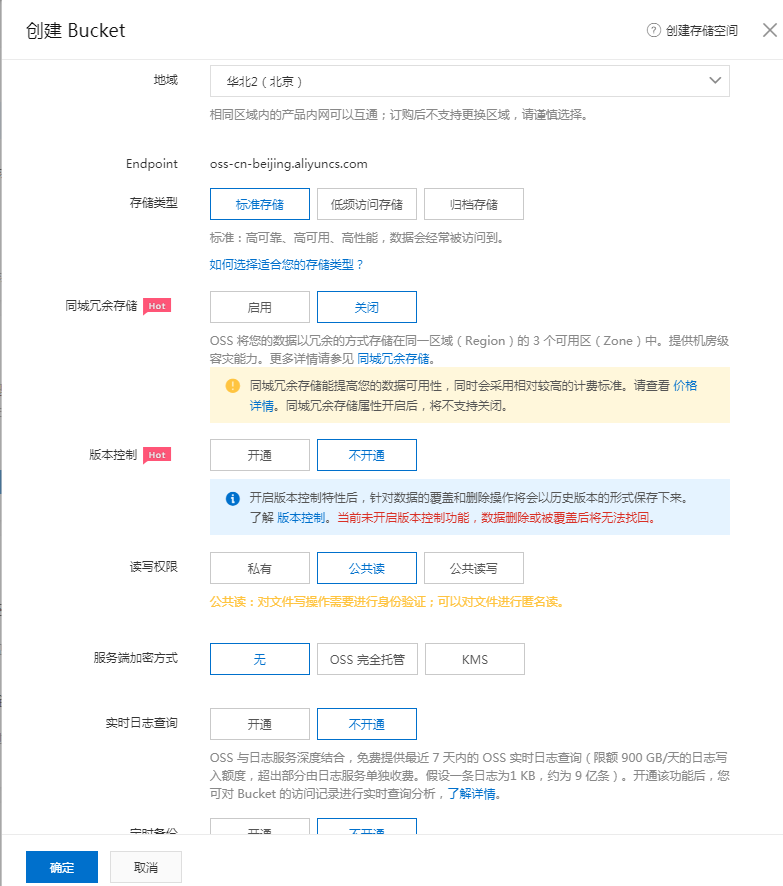 创建 Bucket
创建存储空间
地域
华北2（北京）
相同区域内的产品内网可以互通；订购后不支持更换区域，请谨慎选择。
Endpoint
oss-cn-beijing.aliyuncs.com
存储类型
标准存储 低频访问存储 归档存储
标准：高可靠、高可用、高性能，数据会经常被访问到。
如何选择适合您的存储类型？
同城冗余存储 Hot
启用 关闭
OSS 将您的数据以冗余的方式存储在同一区域（Region）的 3 个可用区（Zone）中。提供机房级
容灾能力。更多详情请参见 同城冗余存储。
同城冗余存储能提高您的数据可用性，同时会采用相对较高的计费标准。请查看 价格
详情。同城冗余存储属性开启后，将不支持关闭。
版本控制 Hot
开通 不开通
开启版本控制特性后，针对数据的覆盖和删除操作将会以历史版本的形式保存下来。
了解 版本控制。当前未开启版本控制功能，数据删除或被覆盖后将无法找回。
读写权限
私有 公共读 公共读写
公共读：对文件写操作需要进行身份验证；可以对文件进行匿名读。
服务端加密方式
无 OSS 完全托管 KMS
实时日志查询
开通 不开通
OSS 与日志服务深度结合，免费提供最近 7 天内的 OSS 实时日志查询（限额 900 GB/天的日志写
入额度，超出部分由日志服务单独收费。假设一条日志为1 KB，约为 9 亿条）。开通该功能后，您
可对 Bucket 的访问记录进行实时查询分析，了解详情。
定时备份
开通 不开通
确定 取消